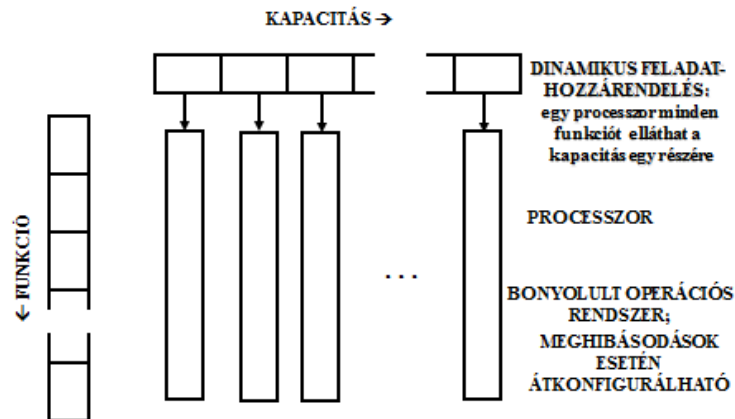 KAPACITÁS →
DINAMIKUS FELADAT-
HOZZÁRENDELÉS:
egy processzor minden
funkciót elláthat a
kapacitás egy részére
← FUNKCIÓ
PROCESSZOR
. . .
BONYOLULT OPERÁCIÓS
RENDSZER;
MEGHIBÁSODÁSOK
ESETÉN
ÁTKONFIGURÁLHATÓ